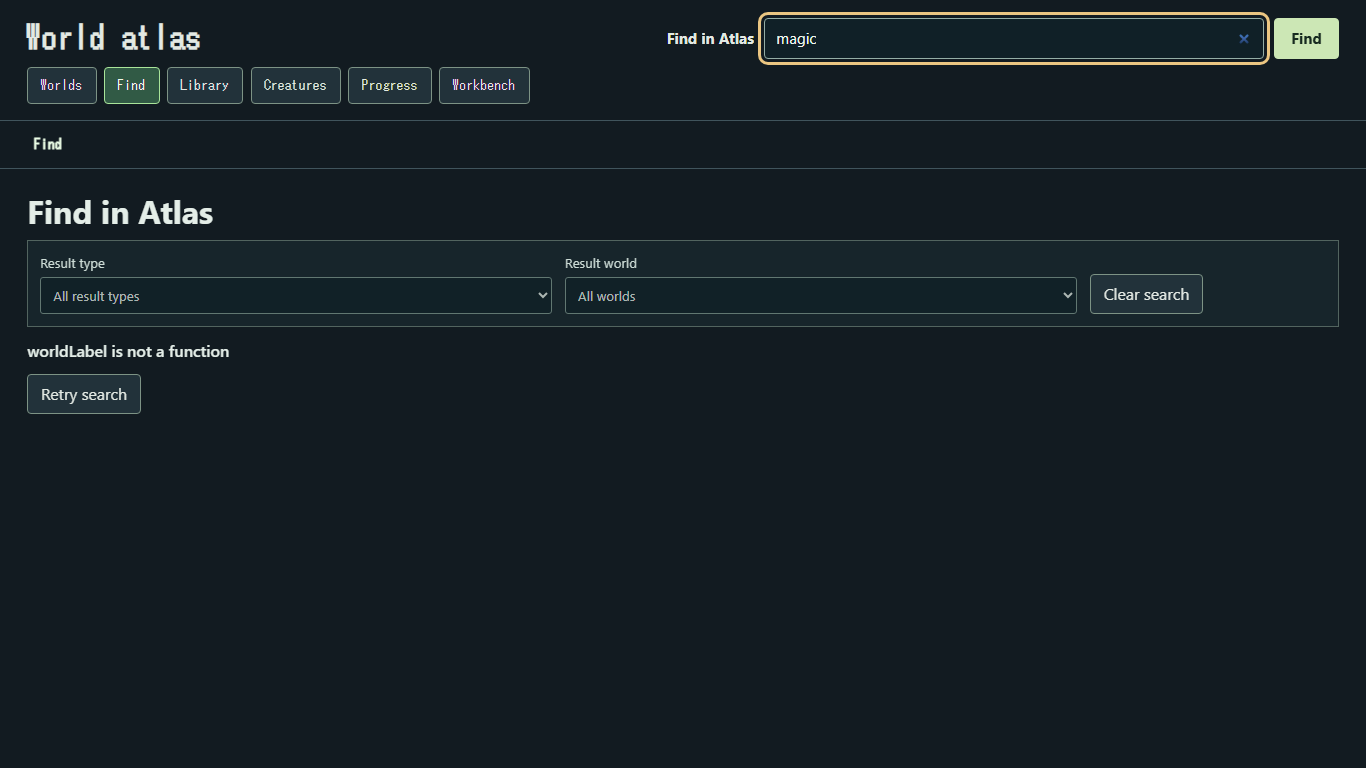 World atlas
Find in Atlas magic × Find
Worlds Find Library Creatures Progress Workbench
Find
Find in Atlas
Result type Result world
All result types All worlds Clear search
worldLabel is not a function
Retry search